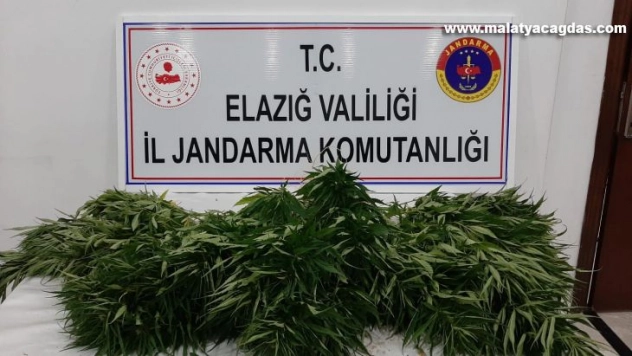 www.malatyacagdas.com
JANDARMA
T.C.
ELAZIĞ VALİLİĞİ
İL JANDARMA KOMUTANLIĞI